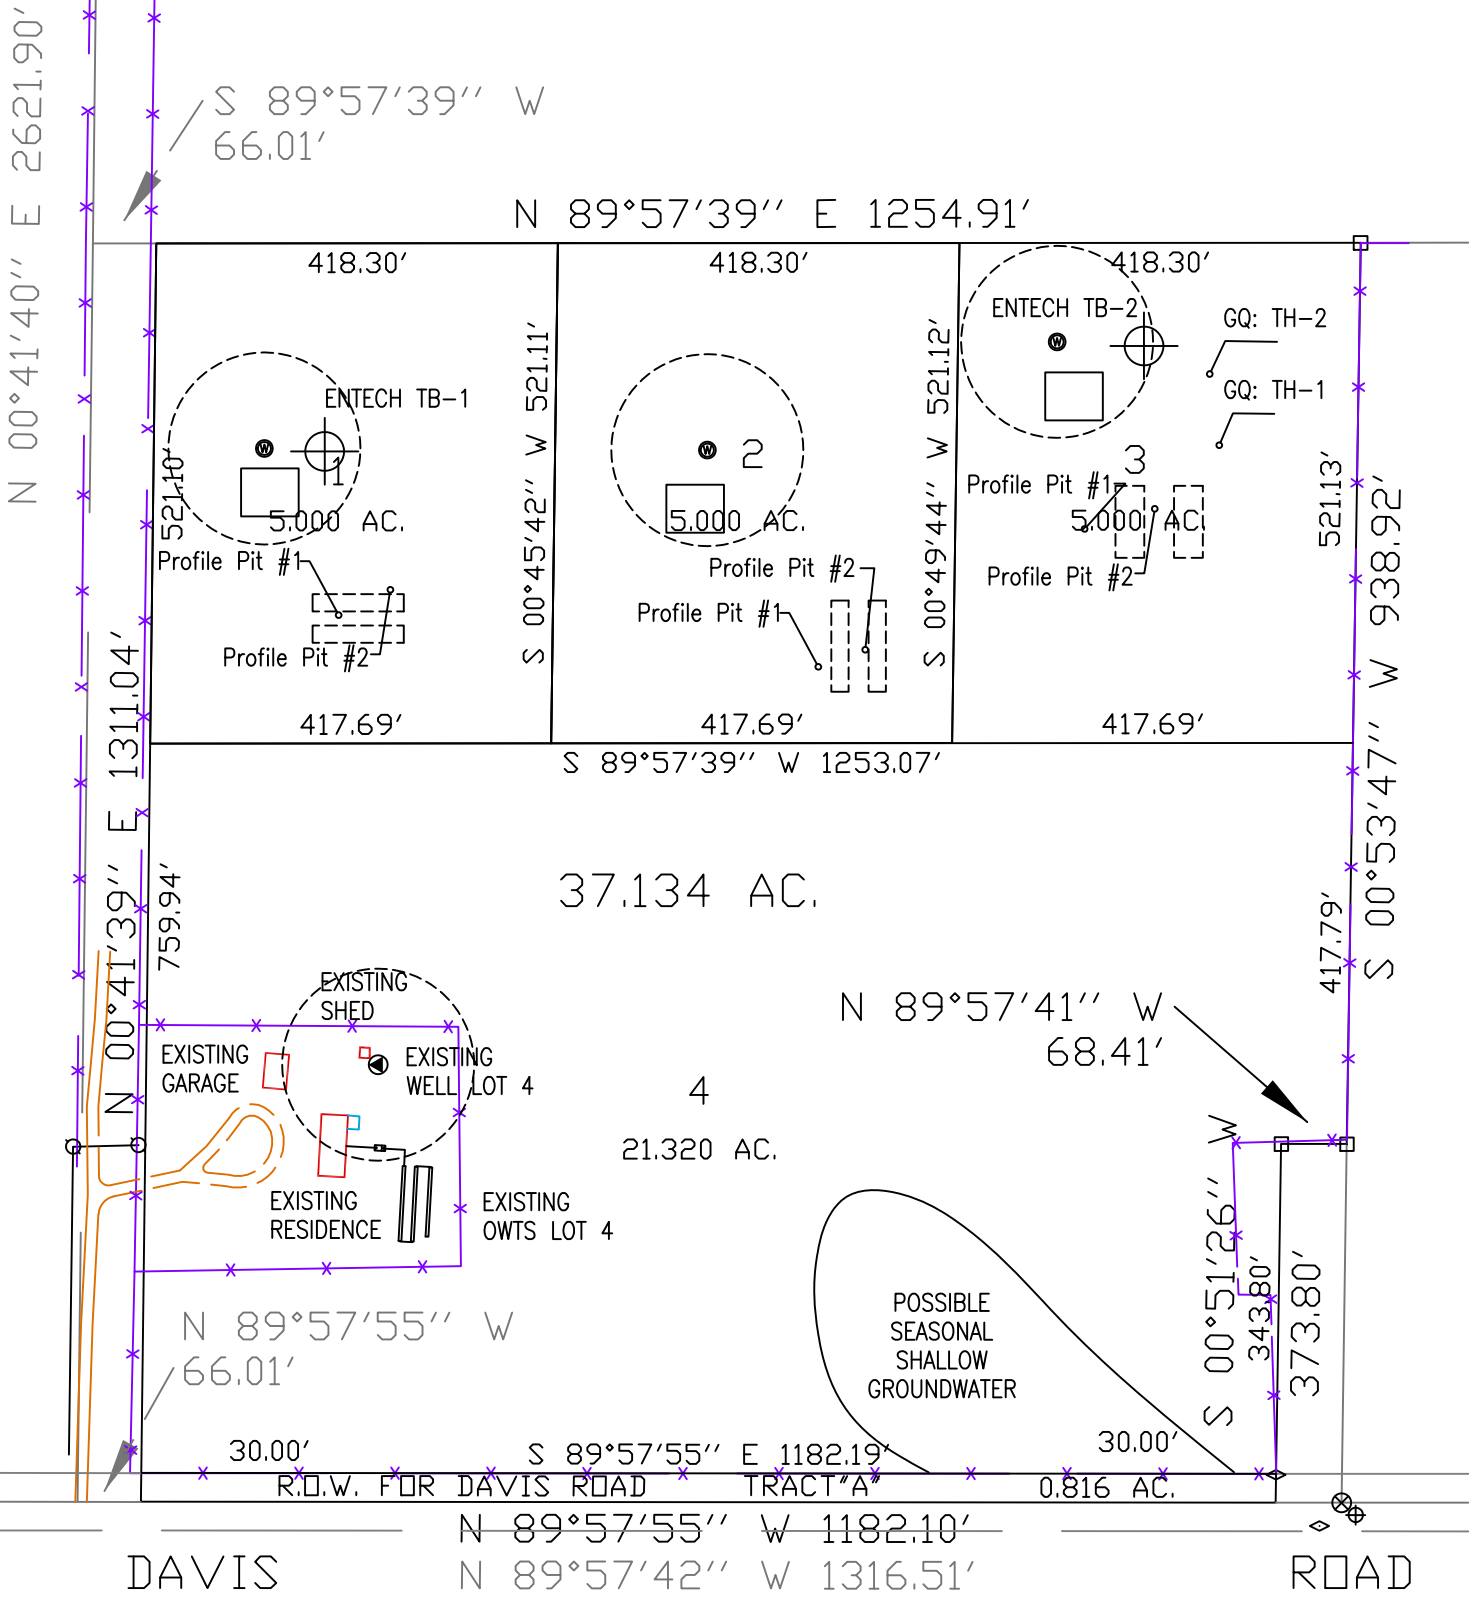 N 00°41'40'' E 2621.90'
S 89°57'39'' W
66.01'
N 89°57'39'' E 1254.91'
418.30'
418.30'
418.30'
ENTECH TB-2
GQ: TH-2
GQ: TH-1
ENTECH TB-1
521.10'
S 00°45'42'' W 521.11'
S 00°49'44'' W 521.12'
521.13'
W
W
W
1
2
3
5.000 AC.
5.000 AC.
5.000 AC.
Profile Pit #1
Profile Pit #2
Profile Pit #2
Profile Pit #1
Profile Pit #1
Profile Pit #2
417.69'
417.69'
417.69'
S 89°57'39'' W 1253.07'
N 00°41'39'' E 1311.04'
759.94'
S 00°53'47'' W 938.92'
417.79'
37.134 AC.
N 89°57'41'' W
68.41'
EXISTING
SHED
EXISTING
GARAGE
EXISTING
WELL LOT 4
4
21.320 AC.
EXISTING
RESIDENCE
EXISTING
OWTS LOT 4
S 00°51'26'' W
343.80'
373.80'
POSSIBLE
SEASONAL
SHALLOW
GROUNDWATER
N 89°57'55'' W
66.01'
30.00'
S 89°57'55'' E 1182.19'
30.00'
R.O.W. FOR DAVIS ROAD TRACT"A" 0.816 AC.
N 89°57'55'' W 1182.10'
N 89°57'42'' W 1316.51'
DAVIS ROAD